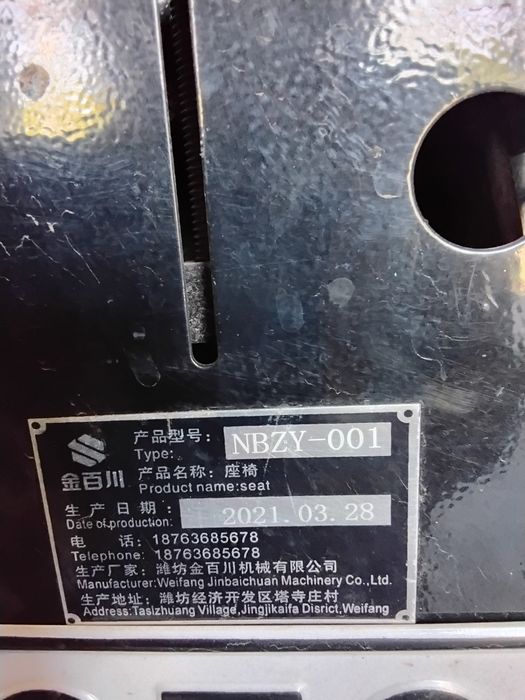 产品型号: NBZY-001
Type:
金百川
产品名称: 座椅
Product name:seat
生产日期: 2021.03.28
Date of production:
电 话: 18763685678
Telephone: 18763685678
生产厂家: 潍坊金百川机械有限公司
Manufacturer:Weifang Jinbaichuan Machinery Co.,Ltd.
生产地址: 潍坊经济开发区塔寺庄村
Address:Taslzhuang Village,Jingjikaifa Disrict,Weifang